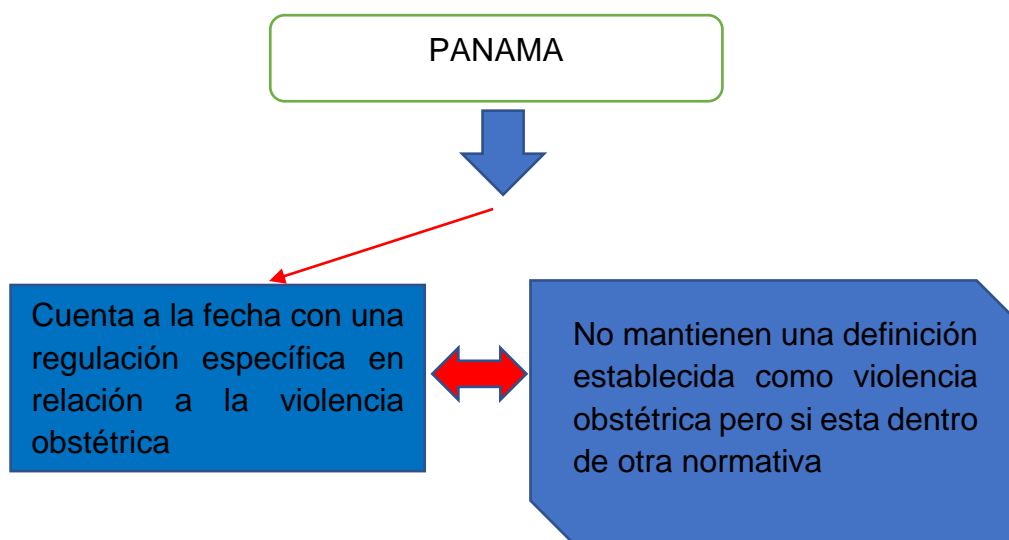 PANAMA
Cuenta a la fecha con una
regulación específica en
relación a la violencia
obstétrica
No mantienen una definición
establecida como violencia
obstétrica pero si esta dentro
de otra normativa